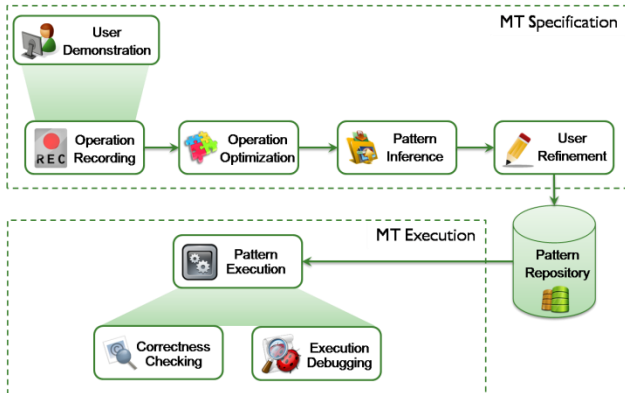 MT Specification
User
Demonstration
REC
Operation
Recording
Operation
Optimization
Pattern
Inference
User
Refinement
MT Execution
Pattern
Execution
Pattern
Repository
Correctness
Checking
Execution
Debugging